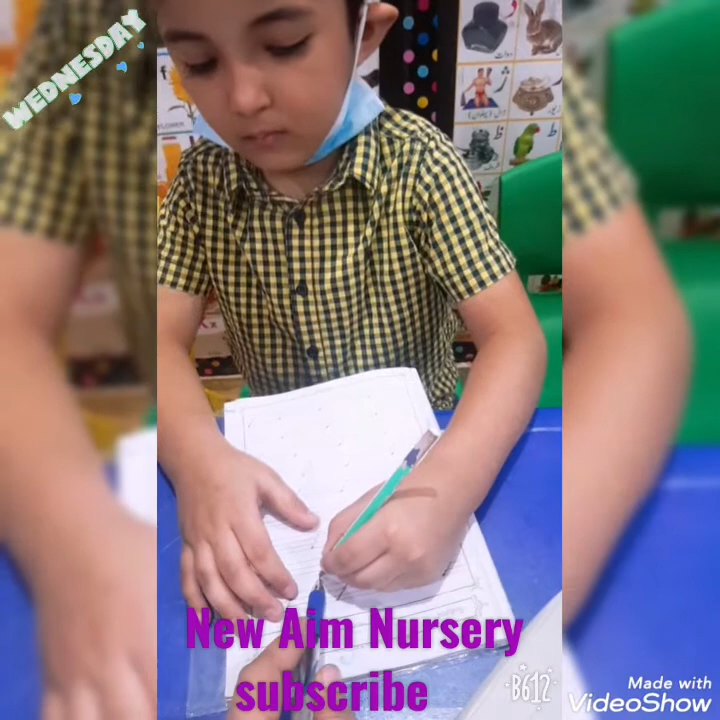 WEDNESDAY
ر
ز
ژ
ظ
ط
New Aim Nursery
subscribe
B612
Made with
VideoShow